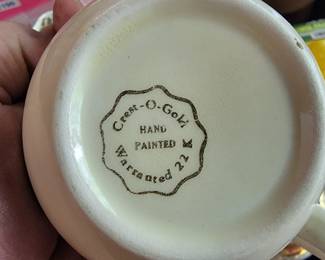 Crest-O-Gold
HAND
PAINTED
Warranted 22 K